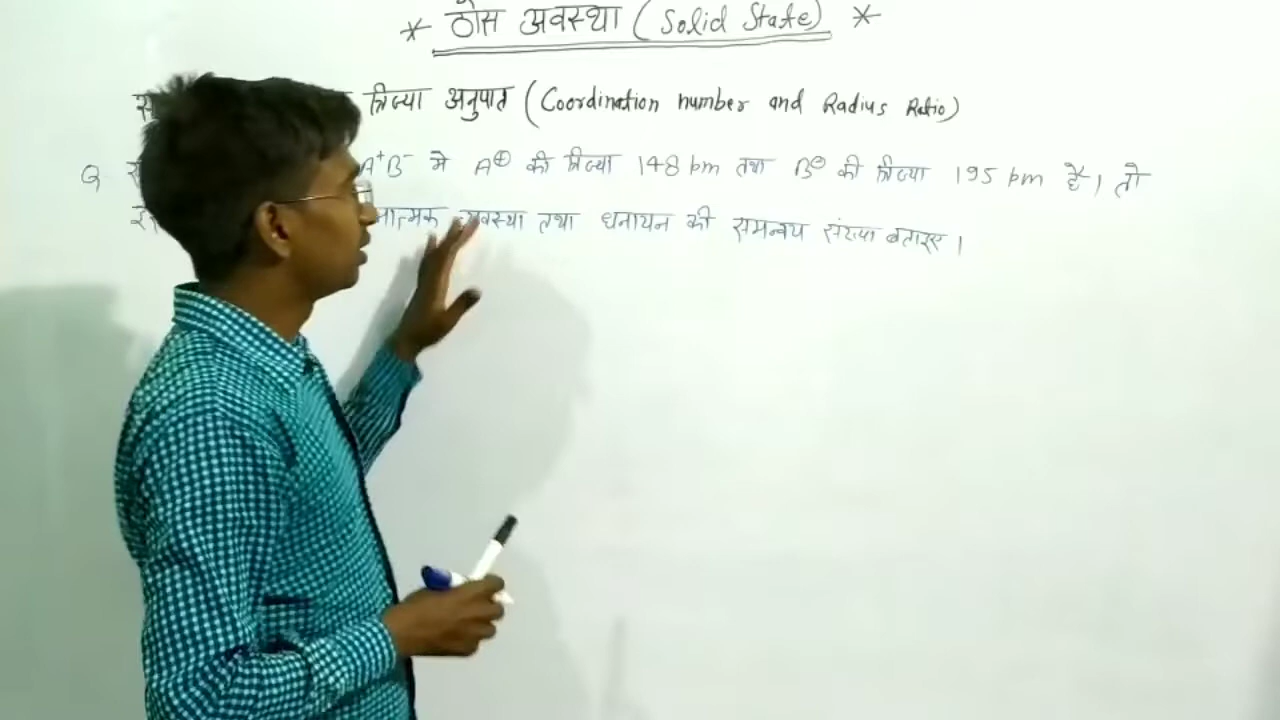 * ठोस अवस्था ( Solid State ) *
त्रिज्या अनुपात ( Coordination number and Radius Ratio )
Q A⁺B⁻ मे A⊕ की त्रिज्या 148 pm तथा B⊖ की त्रिज्या 195 pm है। तो
व्यवस्था तथा धनायन की समन्वय संख्या बताइए।